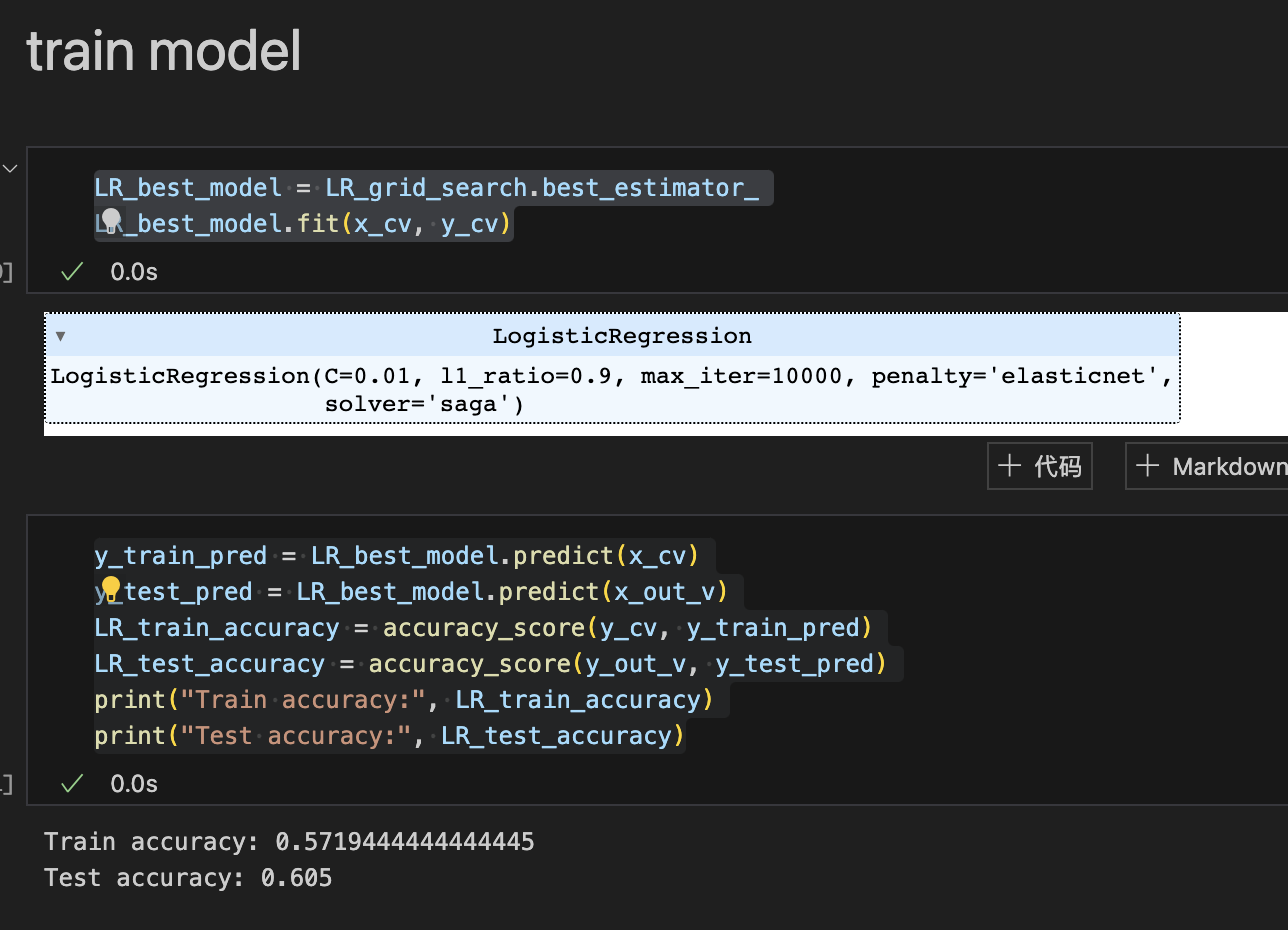 train model
LR_best_model = LR_grid_search.best_estimator_
LR_best_model.fit(x_cv, y_cv)
]
0.0s
LogisticRegression
LogisticRegression(C=0.01, l1_ratio=0.9, max_iter=10000, penalty='elasticnet',
solver='saga')
+ 代码
+ Markdown
y_train_pred = LR_best_model.predict(x_cv)
y_test_pred = LR_best_model.predict(x_out_v)
LR_train_accuracy = accuracy_score(y_cv, y_train_pred)
LR_test_accuracy = accuracy_score(y_out_v, y_test_pred)
print("Train accuracy:", LR_train_accuracy)
print("Test accuracy:", LR_test_accuracy)
]
0.0s
Train accuracy: 0.5719444444444445
Test accuracy: 0.605